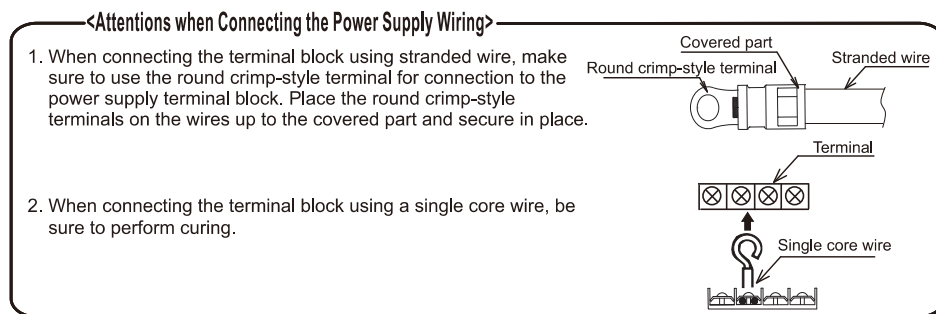 <Attentions when Connecting the Power Supply Wiring>
1. When connecting the terminal block using stranded wire, make
sure to use the round crimp-style terminal for connection to the
power supply terminal block. Place the round crimp-style
terminals on the wires up to the covered part and secure in place.
Covered part
Round crimp-style terminal
Stranded wire
Terminal
2. When connecting the terminal block using a single core wire, be
sure to perform curing.
Single core wire